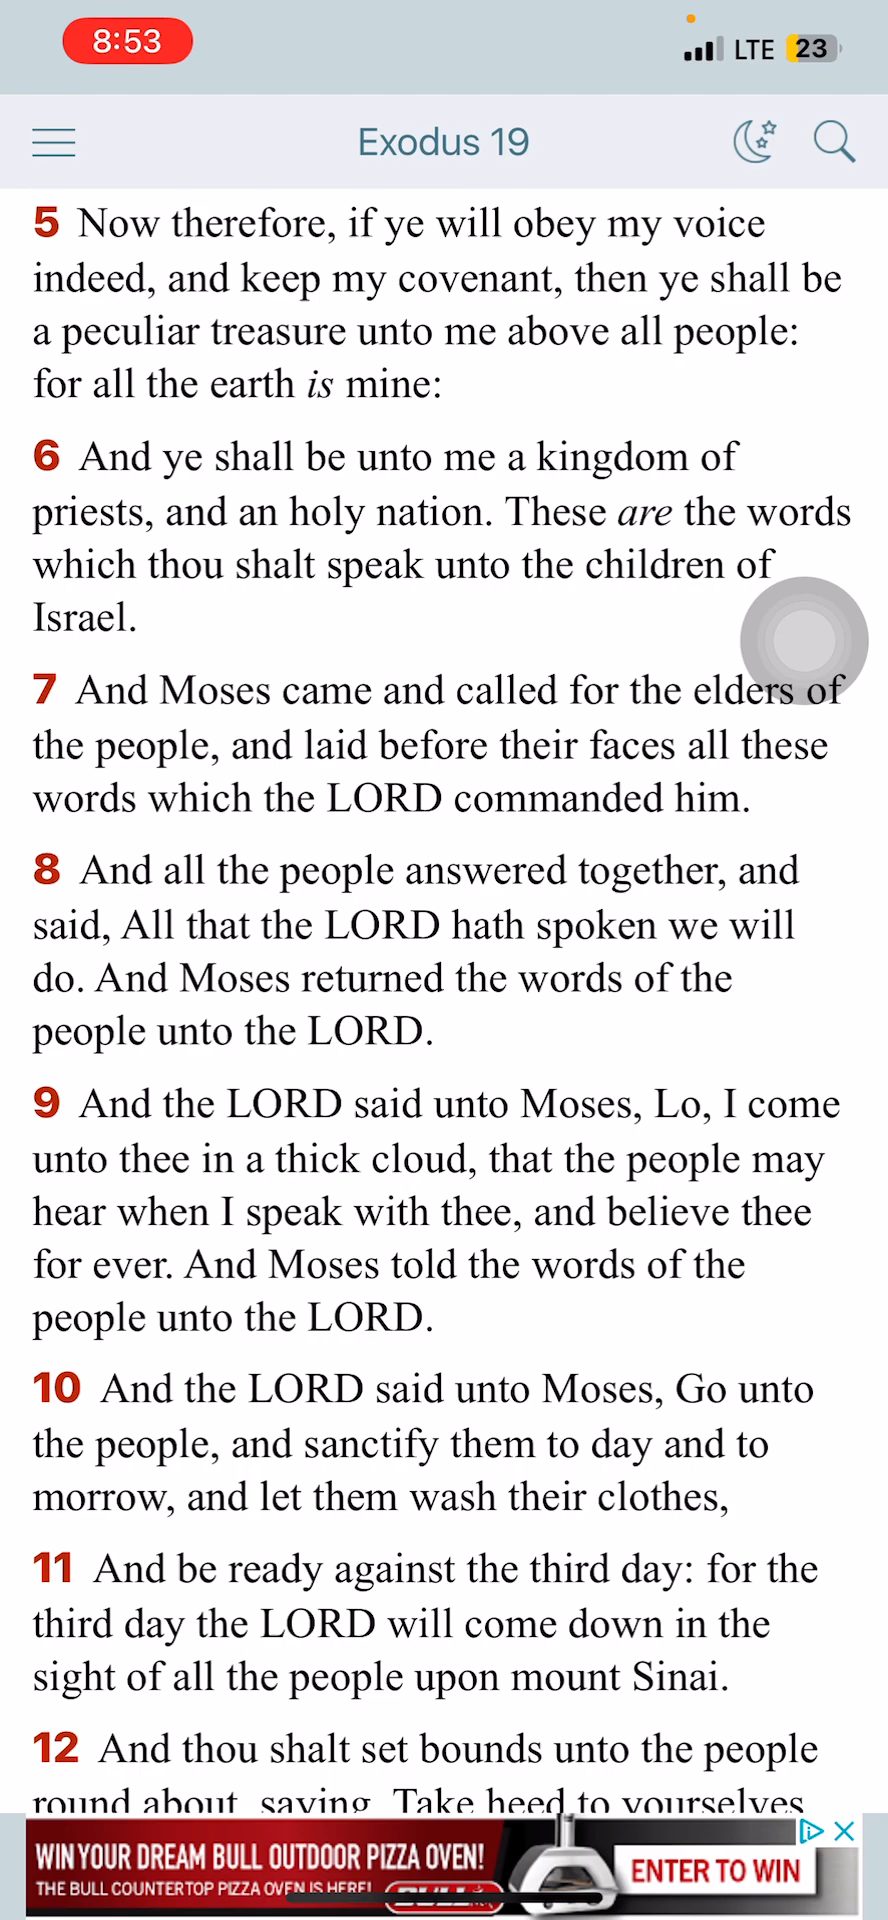 8:53
LTE 23
Exodus 19
5 Now therefore, if ye will obey my voice
indeed, and keep my covenant, then ye shall be
a peculiar treasure unto me above all people:
for all the earth is mine:
6 And ye shall be unto me a kingdom of
priests, and an holy nation. These are the words
which thou shalt speak unto the children of
Israel.
7 And Moses came and called for the elders of
the people, and laid before their faces all these
words which the LORD commanded him.
8 And all the people answered together, and
said, All that the LORD hath spoken we will
do. And Moses returned the words of the
people unto the LORD.
9 And the LORD said unto Moses, Lo, I come
unto thee in a thick cloud, that the people may
hear when I speak with thee, and believe thee
for ever. And Moses told the words of the
people unto the LORD.
10 And the LORD said unto Moses, Go unto
the people, and sanctify them to day and to
morrow, and let them wash their clothes,
11 And be ready against the third day: for the
third day the LORD will come down in the
sight of all the people upon mount Sinai.
12 And thou shalt set bounds unto the people
round about, saying, Take heed to yourselves
WIN YOUR DREAM BULL OUTDOOR PIZZA OVEN!
THE BULL COUNTERTOP PIZZA OVEN IS HERE!
BULL
ENTER TO WIN